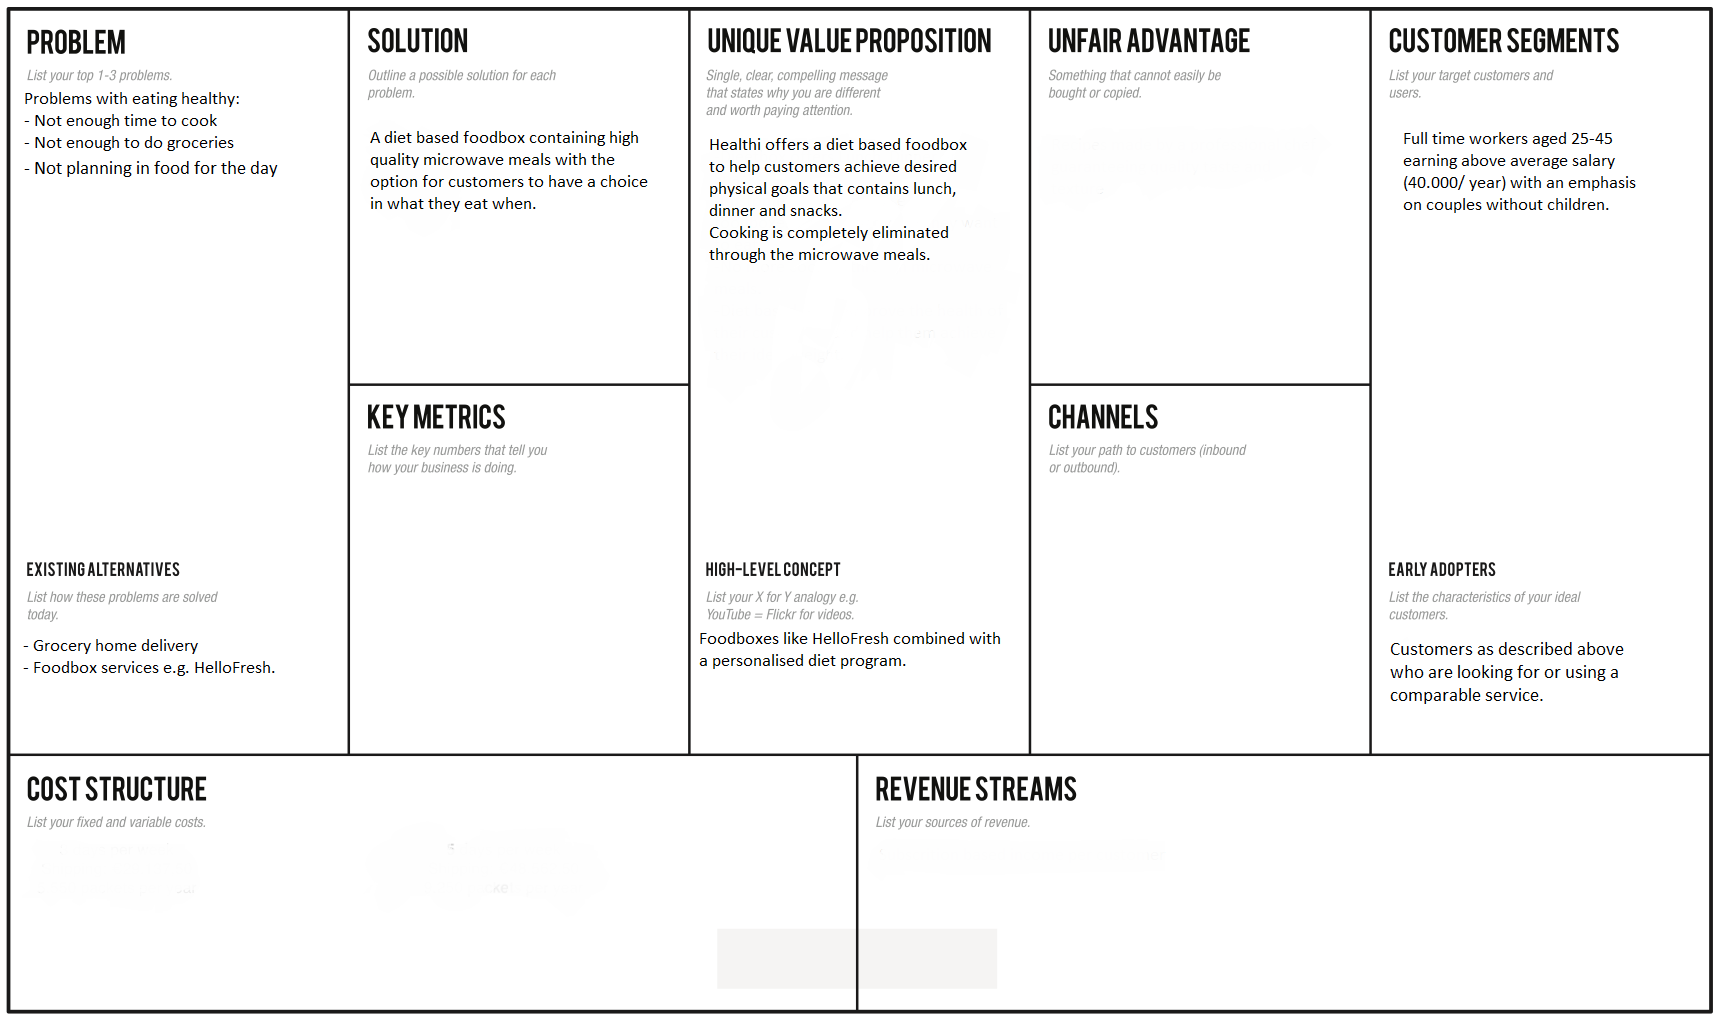 PROBLEM
List your top 1-3 problems.
Problems with eating healthy:
- Not enough time to cook
- Not enough to do groceries
- Not planning in food for the day
EXISTING ALTERNATIVES
List how these problems are solved
today.
- Grocery home delivery
- Foodbox services e.g. HelloFresh.
SOLUTION
Outline a possible solution for each
problem.
A diet based foodbox containing high
quality microwave meals with the
option for customers to have a choice
in what they eat when.
KEY METRICS
List the key numbers that tell you
how your business is doing.
UNIQUE VALUE PROPOSITION
Single, clear, compelling message
that states why you are different
and worth paying attention.
Healthi offers a diet based foodbox
to help customers achieve desired
physical goals that contains lunch,
dinner and snacks.
Cooking is completely eliminated
through the microwave meals.
HIGH-LEVEL CONCEPT
List your X for Y analogy e.g.
YouTube = Flickr for videos.
Foodboxes like HelloFresh combined with
a personalised diet program.
UNFAIR ADVANTAGE
Something that cannot easily be
bought or copied.
CHANNELS
List your path to customers (inbound
or outbound).
CUSTOMER SEGMENTS
List your target customers and
users.
Full time workers aged 25-45
earning above average salary
(40.000/ year) with an emphasis
on couples without children.
EARLY ADOPTERS
List the characteristics of your ideal
customers.
Customers as described above
who are looking for or using a
comparable service.
COST STRUCTURE
List your fixed and variable costs.
REVENUE STREAMS
List your sources of revenue.